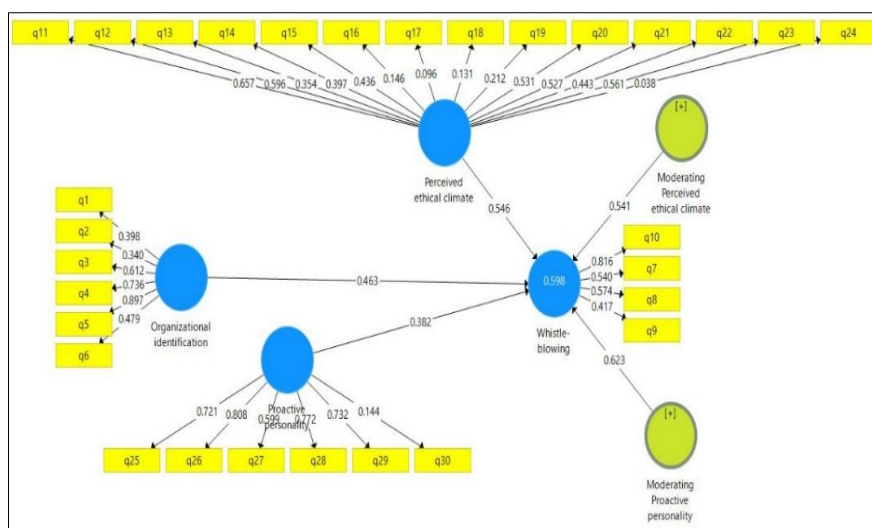 q11 q12 q13 q14 q15 q16 q17 q18 q19 q20 q21 q22 q23 q24
0.657 0.596 0.354 0.397 0.436 0.146 0.096 0.131 0.212 0.531 0.527 0.443 0.561 0.038
Perceived
ethical climate
[+]
Moderating
Perceived
ethical climate
0.546
0.541
q1
q2
q3
q4
q5
q6
0.398
0.340
0.612
0.736
0.897
0.479
Organizational
identification
0.463
0.382
0.598
Whistle-
blowing
0.816
0.540
0.574
0.417
q10
q7
q8
q9
0.623
Proactive
personality
0.721 0.808 0.599 0.772 0.732 0.144
q25 q26 q27 q28 q29 q30
[+]
Moderating
Proactive
personality